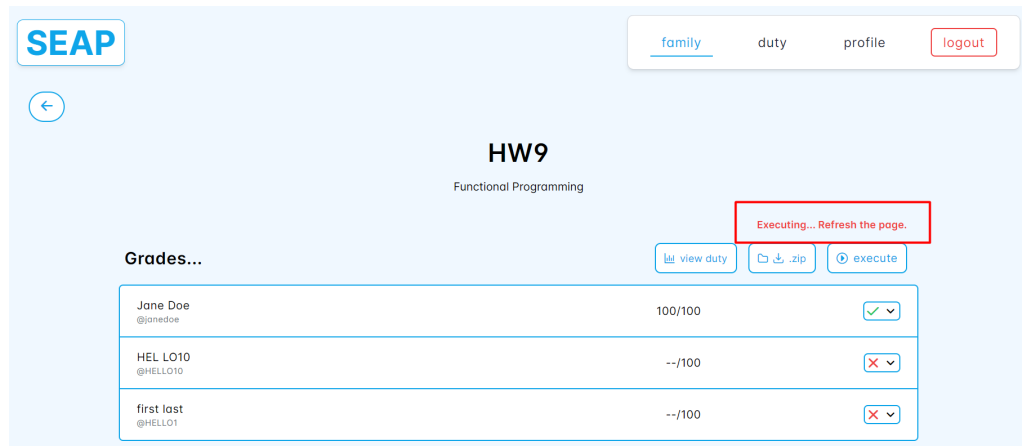 SEAP
family duty profile logout
HW9
Functional Programming
Executing... Refresh the page.
Grades...
view duty .zip execute
Jane Doe
@janedoe
100/100
HEL LO10
@HELLO10
--/100
first last
@HELLO1
--/100